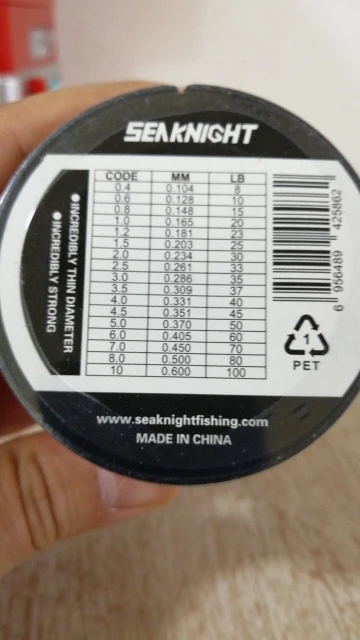 SEAKNIGHT
CODE MM LB
0.4 0.104 8
0.6 0.128 10
0.8 0.148 15
1.0 0.165 20
1.2 0.181 23
1.5 0.203 25
2.0 0.234 30
2.5 0.261 33
3.0 0.286 35
3.5 0.309 37
4.0 0.331 40
4.5 0.351 45
5.0 0.370 50
6.0 0.405 60
7.0 0.450 70
8.0 0.500 80
10 0.600 100
●INCREDIBLY THIN DIAMETER
●INCREDIBLY STRONG
6 956489 425862
1
PET
www.seaknightfishing.com
MADE IN CHINA